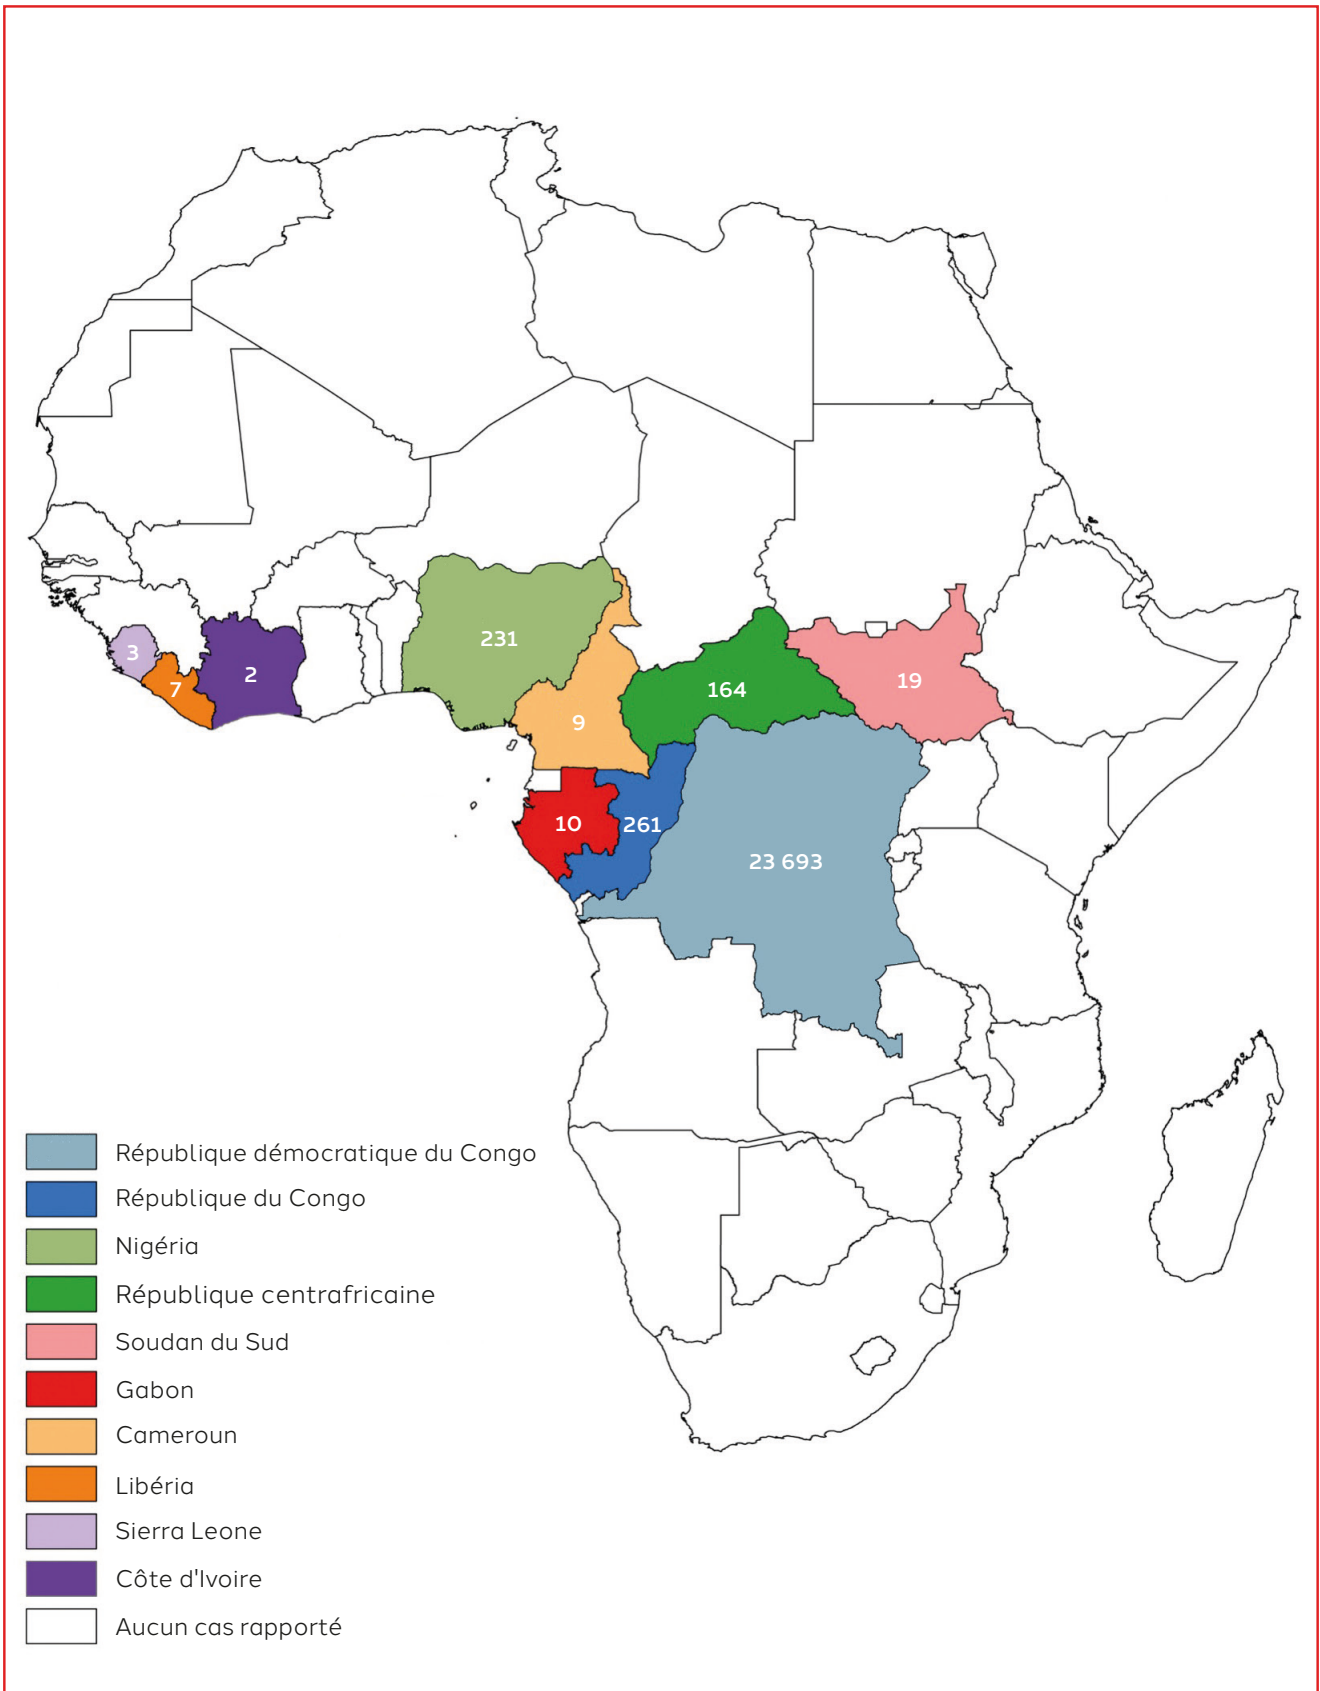 231
3
2
7
164
19
9
10
261
23 693
République démocratique du Congo
République du Congo
Nigéria
République centrafricaine
Soudan du Sud
Gabon
Cameroun
Libéria
Sierra Leone
Côte d'Ivoire
Aucun cas rapporté